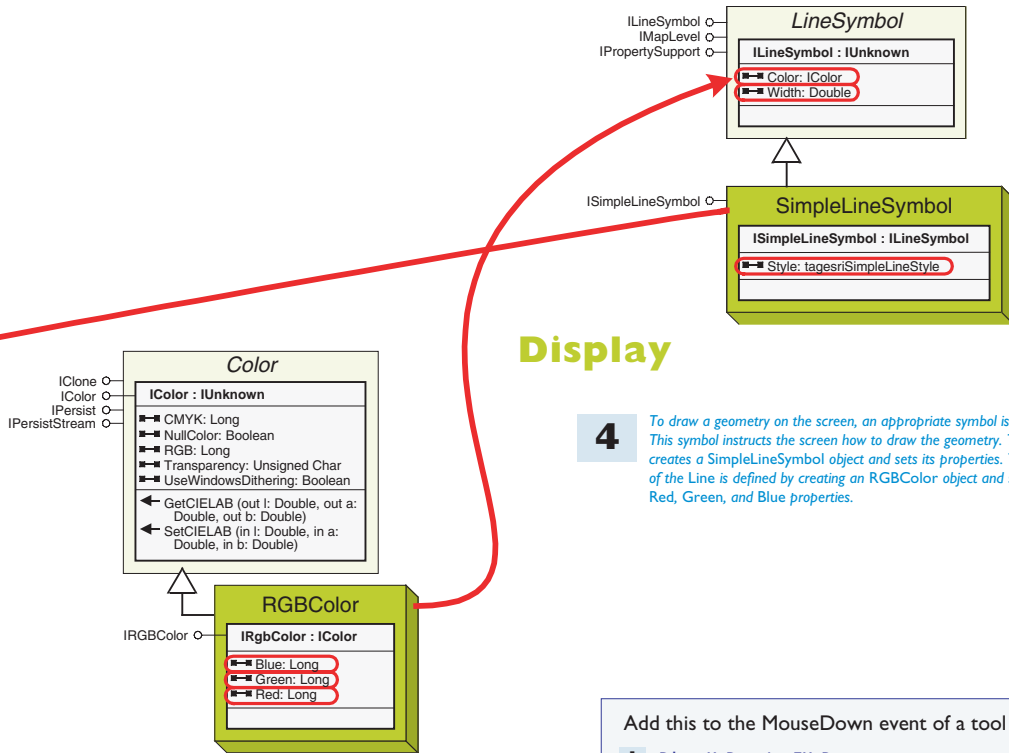 LineSymbol
ILineSymbol
IMapLevel
IPropertySupport
ILineSymbol : IUnknown
Color: IColor
Width: Double
ISimpleLineSymbol
SimpleLineSymbol
ISimpleLineSymbol : ILineSymbol
Style: tagesriSimpleLineStyle
Display
Color
IClone
IColor
IPersist
IPersistStream
IColor : IUnknown
CMYK: Long
NullColor: Boolean
RGB: Long
Transparency: Unsigned Char
UseWindowsDithering: Boolean
GetCIELAB (out l: Double, out a:
Double, out b: Double)
SetCIELAB (in l: Double, in a:
Double, in b: Double)
4
To draw a geometry on the screen, an appropriate symbol is
This symbol instructs the screen how to draw the geometry.
creates a SimpleLineSymbol object and sets its properties.
of the Line is defined by creating an RGBColor object and
Red, Green, and Blue properties.
RGBColor
IRGBColor
IRgbColor : IColor
Blue: Long
Green: Long
Red: Long
Add this to the MouseDown event of a tool